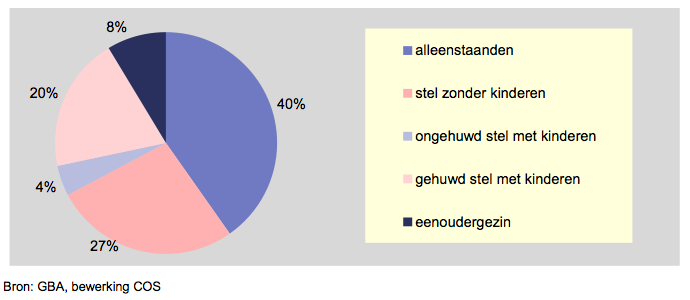 8%
20%
40%
4%
27%
alleenstaanden
stel zonder kinderen
ongehuwd stel met kinderen
gehuwd stel met kinderen
eenoudergezin
Bron: GBA, bewerking COS